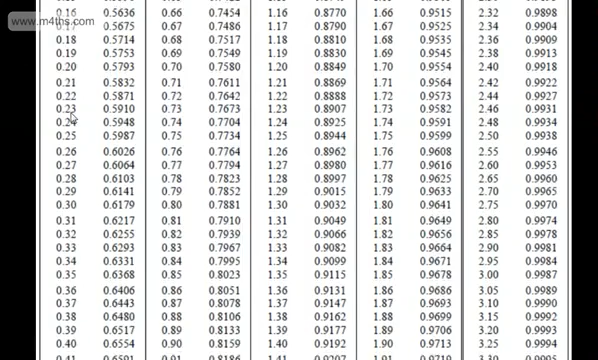 www.m4ths.com
0.16 0.5636 0.66 0.7454 1.16 0.8770 1.66 0.9515 2.32 0.9898
0.17 0.5675 0.67 0.7486 1.17 0.8790 1.67 0.9525 2.34 0.9904
0.18 0.5714 0.68 0.7517 1.18 0.8810 1.68 0.9535 2.36 0.9909
0.19 0.5753 0.69 0.7549 1.19 0.8830 1.69 0.9545 2.38 0.9913
0.20 0.5793 0.70 0.7580 1.20 0.8849 1.70 0.9554 2.40 0.9918
0.21 0.5832 0.71 0.7611 1.21 0.8869 1.71 0.9564 2.42 0.9922
0.22 0.5871 0.72 0.7642 1.22 0.8888 1.72 0.9573 2.44 0.9927
0.23 0.5910 0.73 0.7673 1.23 0.8907 1.73 0.9582 2.46 0.9931
0.24 0.5948 0.74 0.7704 1.24 0.8925 1.74 0.9591 2.48 0.9934
0.25 0.5987 0.75 0.7734 1.25 0.8944 1.75 0.9599 2.50 0.9938
0.26 0.6026 0.76 0.7764 1.26 0.8962 1.76 0.9608 2.55 0.9946
0.27 0.6064 0.77 0.7794 1.27 0.8980 1.77 0.9616 2.60 0.9953
0.28 0.6103 0.78 0.7823 1.28 0.8997 1.78 0.9625 2.65 0.9960
0.29 0.6141 0.79 0.7852 1.29 0.9015 1.79 0.9633 2.70 0.9965
0.30 0.6179 0.80 0.7881 1.30 0.9032 1.80 0.9641 2.75 0.9970
0.31 0.6217 0.81 0.7910 1.31 0.9049 1.81 0.9649 2.80 0.9974
0.32 0.6255 0.82 0.7939 1.32 0.9066 1.82 0.9656 2.85 0.9978
0.33 0.6293 0.83 0.7967 1.33 0.9082 1.83 0.9664 2.90 0.9981
0.34 0.6331 0.84 0.7995 1.34 0.9099 1.84 0.9671 2.95 0.9984
0.35 0.6368 0.85 0.8023 1.35 0.9115 1.85 0.9678 3.00 0.9987
0.36 0.6406 0.86 0.8051 1.36 0.9131 1.86 0.9686 3.05 0.9989
0.37 0.6443 0.87 0.8078 1.37 0.9147 1.87 0.9693 3.10 0.9990
0.38 0.6480 0.88 0.8106 1.38 0.9162 1.88 0.9699 3.15 0.9992
0.39 0.6517 0.89 0.8133 1.39 0.9177 1.89 0.9706 3.20 0.9993
0.40 0.6554 0.90 0.8159 1.40 0.9192 1.90 0.9713 3.25 0.9994
0.41 0.6591 0.91 0.8186 1.41 0.9207 1.91 0.9719 3.30 0.9995